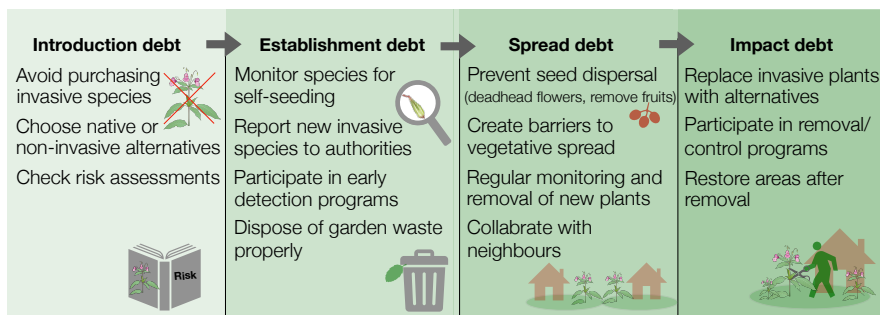 Introduction debt
Avoid purchasing
invasive species
Choose native or
non-invasive alternatives
Check risk assessments
Risk
Establishment debt
Monitor species for
self-seeding
Report new invasive
species to authorities
Participate in early
detection programs
Dispose of garden waste
properly
Spread debt
Prevent seed dispersal
(deadhead flowers, remove fruits)
Create barriers to
vegetative spread
Regular monitoring and
removal of new plants
Collabrate with
neighbours
Impact debt
Replace invasive plants
with alternatives
Participate in removal/
control programs
Restore areas after
removal